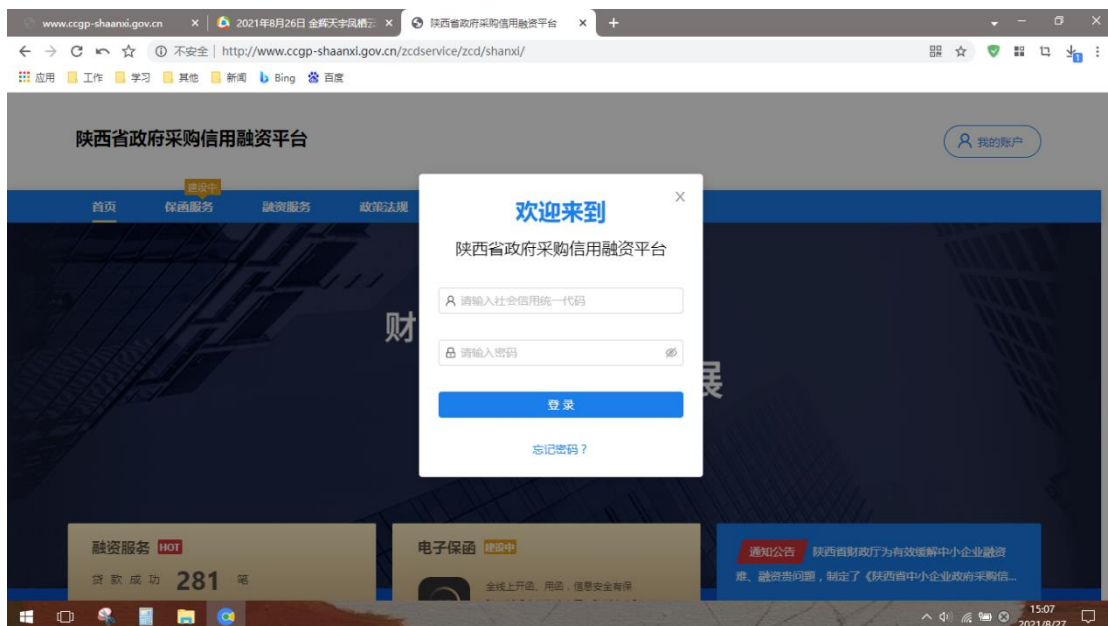 www.ccgp-shaanxi.gov.cn
2021年8月26日 金辉天宇凤栖云
陕西省政府采购信用融资平台
不安全 | http://www.ccgp-shaanxi.gov.cn/zcdservice/zcd/shanxi/
应用 工作 学习 其他 新闻 Bing 百度
陕西省政府采购信用融资平台
我的账户
建设中
首页 保函服务 融资服务 政策法规
X
欢迎来到
陕西省政府采购信用融资平台
请输入社会信用统一代码
财
请输入密码
展
登 录
忘记密码？
融资服务 HOT
贷 款 成 功 281 笔
电子保函 建设中
全线上开函、用函，信息安全有保
通知公告 陕西省财政厅为有效缓解中小企业融资
难、融资贵问题，制定了《陕西省中小企业政府采购信...
15:07
2021/8/27
1